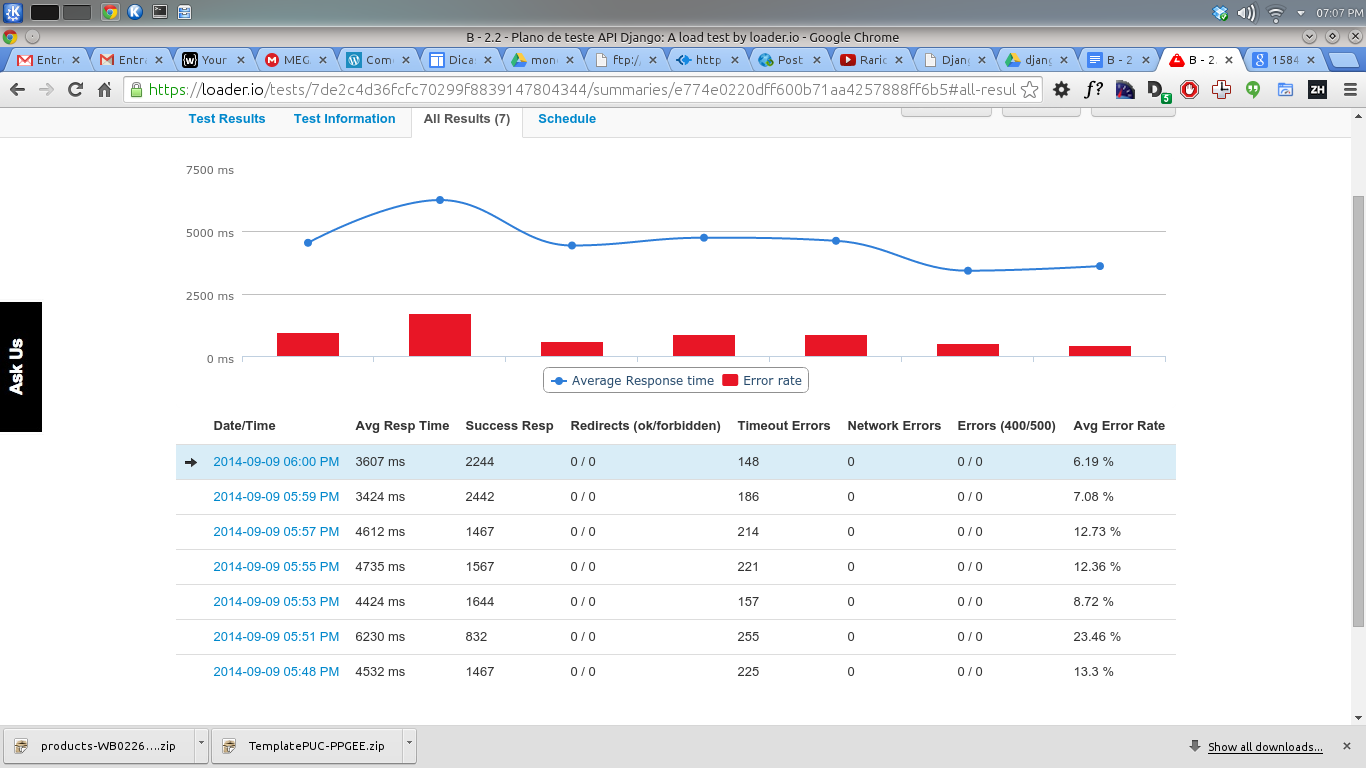 07:07 PM
B - 2.2 - Plano de teste API Django: A load test by loader.io - Google Chrome
Entr Entra Your MEG Com Dica mon ftp:/ http Post Raric Djan djan B - 2 B - 2. 1584
https://loader.io/tests/7de2c4d36fcfc70299f8839147804344/summaries/e774e0220dff600b71aa4257888ff6b5#all-resul f? D 5 ZH
Test Results Test Information All Results (7) Schedule
7500 ms
5000 ms
2500 ms
0 ms
Ask Us
Average Response time Error rate
Date/Time Avg Resp Time Success Resp Redirects (ok/forbidden) Timeout Errors Network Errors Errors (400/500) Avg Error Rate
2014-09-09 06:00 PM 3607 ms 2244 0 / 0 148 0 0 / 0 6.19 %
2014-09-09 05:59 PM 3424 ms 2442 0 / 0 186 0 0 / 0 7.08 %
2014-09-09 05:57 PM 4612 ms 1467 0 / 0 214 0 0 / 0 12.73 %
2014-09-09 05:55 PM 4735 ms 1567 0 / 0 221 0 0 / 0 12.36 %
2014-09-09 05:53 PM 4424 ms 1644 0 / 0 157 0 0 / 0 8.72 %
2014-09-09 05:51 PM 6230 ms 832 0 / 0 255 0 0 / 0 23.46 %
2014-09-09 05:48 PM 4532 ms 1467 0 / 0 225 0 0 / 0 13.3 %
products-WB0226....zip TemplatePUC-PPGEE.zip Show all downloads...